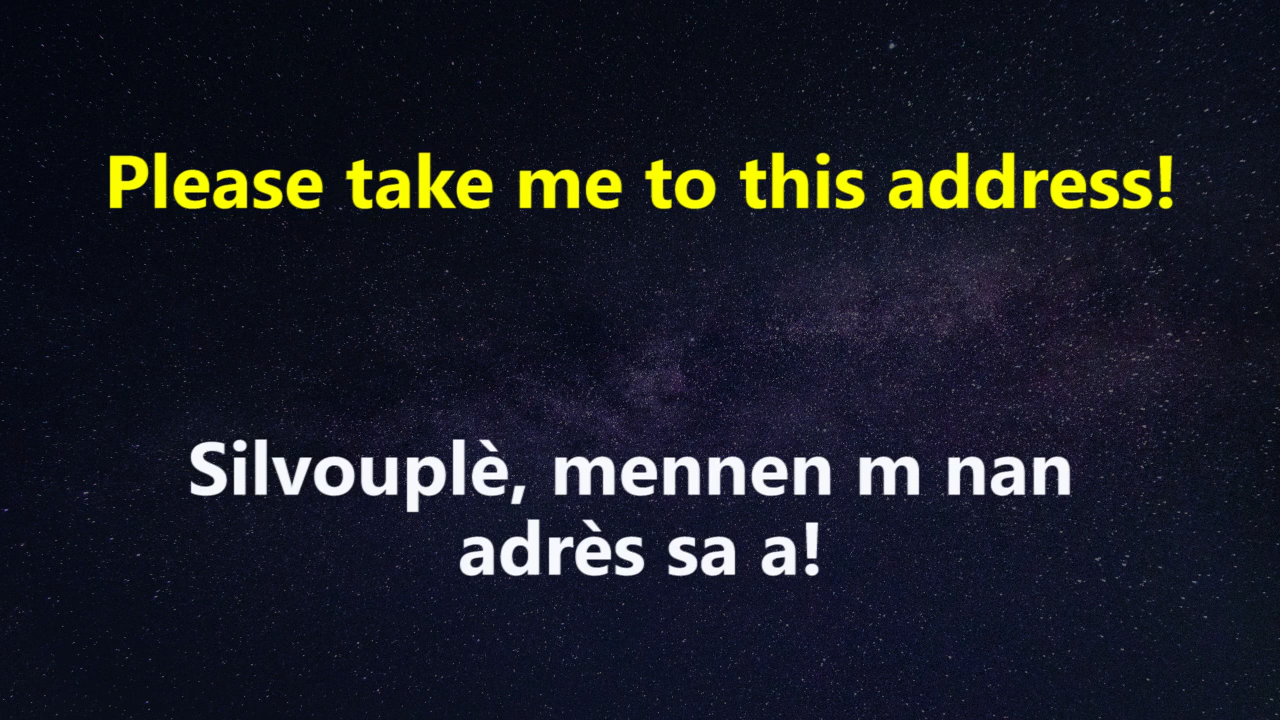 Please take me to this address!
Silvouplè, mennen m nan
adrès sa a!